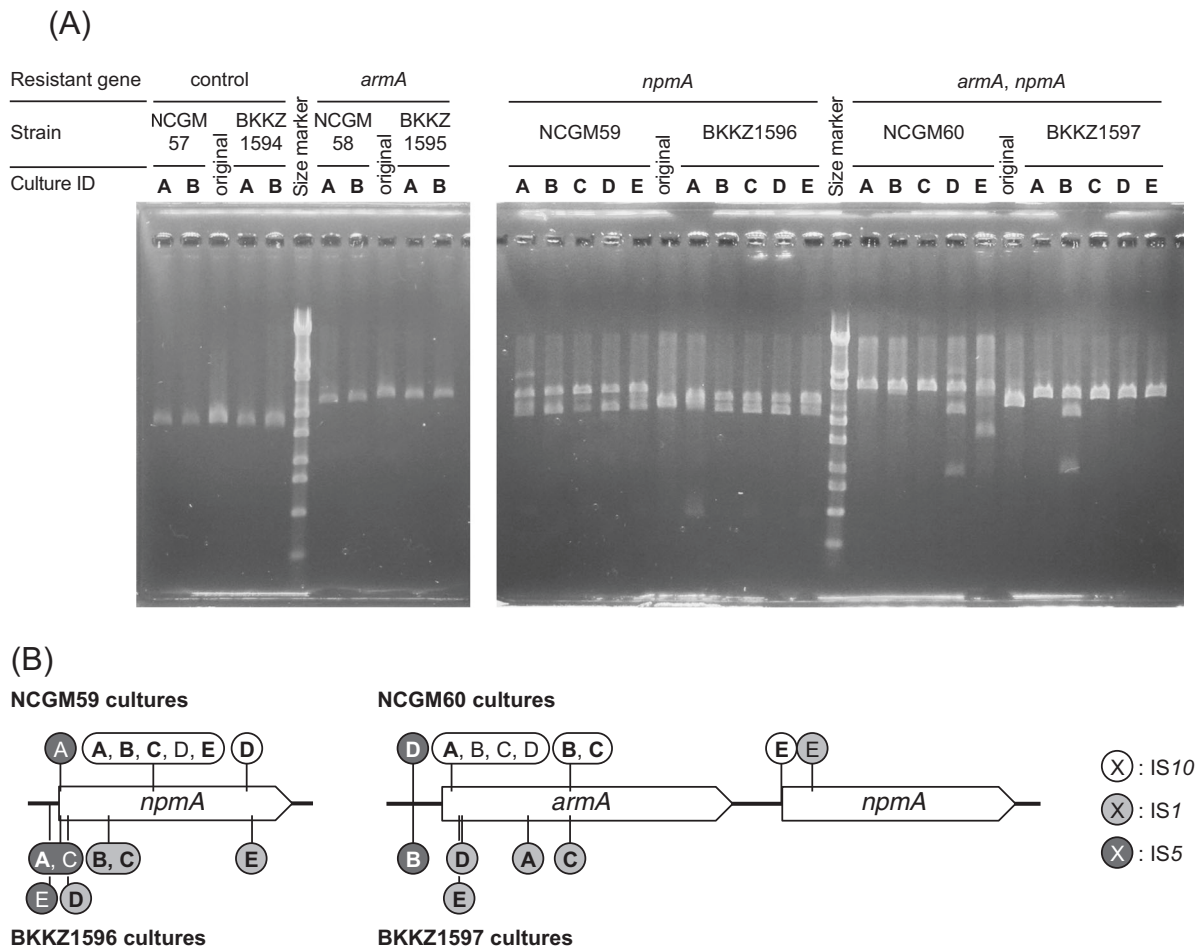 (A)
Resistant gene control armA npmA armA, npmA
Strain NCGM 57 original BKKZ 1594 Size marker NCGM 58 original BKKZ 1595 NCGM59 original BKKZ1596 Size marker NCGM60 original BKKZ1597
Culture ID A B A B A B A B A B C D E A B C D E A B C D E A B C D E
(B)
NCGM59 cultures NCGM60 cultures
A A, B, C, D, E D D A, B, C, D B, C E E X : IS10
npmA armA npmA X : IS1
A, C B, C E B D A C X : IS5
E D E
BKKZ1596 cultures BKKZ1597 cultures